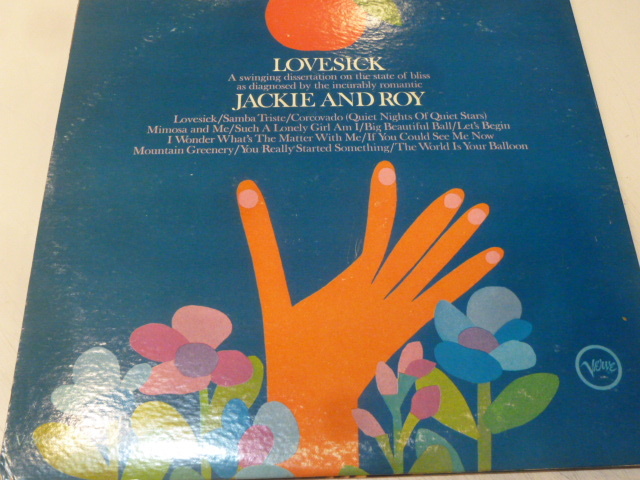 LOVESICK
A swinging dissertation on the state of bliss
as diagnosed by the incurably romantic
JACKIE AND ROY
Lovesick/Samba Triste/Corcovado (Quiet Nights Of Quiet Stars)
Mimosa and Me/Such A Lonely Girl Am I/Big Beautiful Ball/Let's Begin
I Wonder What's The Matter With Me/If You Could See Me Now
Mountain Greenery/You Really Started Something/The World Is Your Balloon
Verve